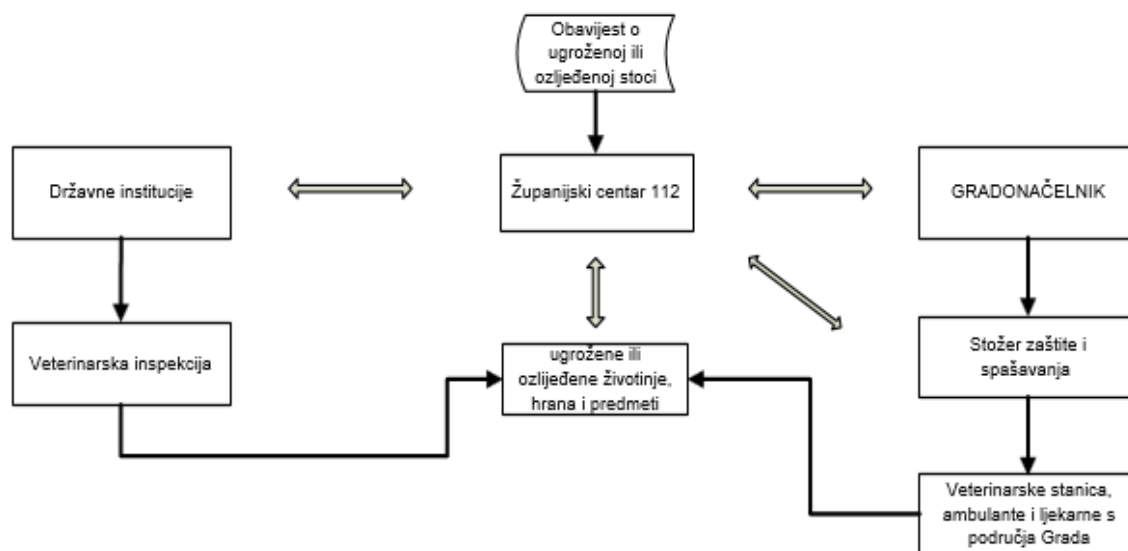 Obavijest o
ugroženoj ili
ozljeđenoj stoci
Državne institucije
Županijski centar 112
GRADONAČELNIK
Veterinarska inspekcija
ugrožene ili
ozlijeđene životinje,
hrana i predmeti
Stožer zaštite i
spašavanja
Veterinarske stanica,
ambulante i ljekarne s
područja Grada